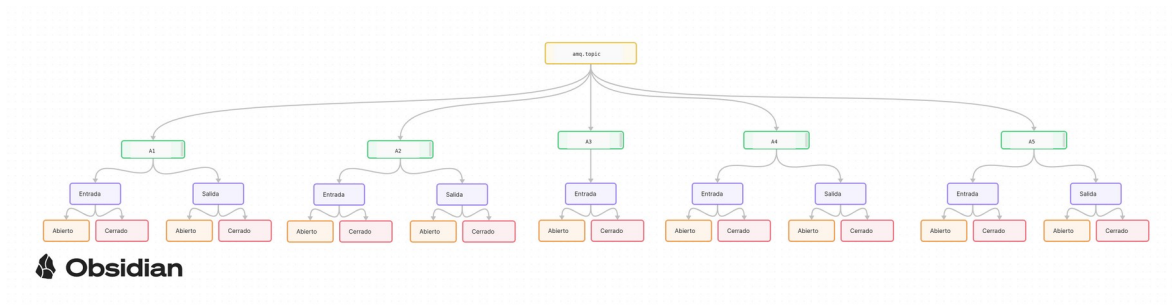 amq.topic
A1
A2
A3
A4
A5
Entrada
Salida
Entrada
Salida
Entrada
Entrada
Salida
Entrada
Salida
Abierto
Cerrado
Abierto
Cerrado
Abierto
Cerrado
Abierto
Cerrado
Abierto
Cerrado
Abierto
Cerrado
Abierto
Cerrado
Abierto
Cerrado
Abierto
Cerrado
Obsidian